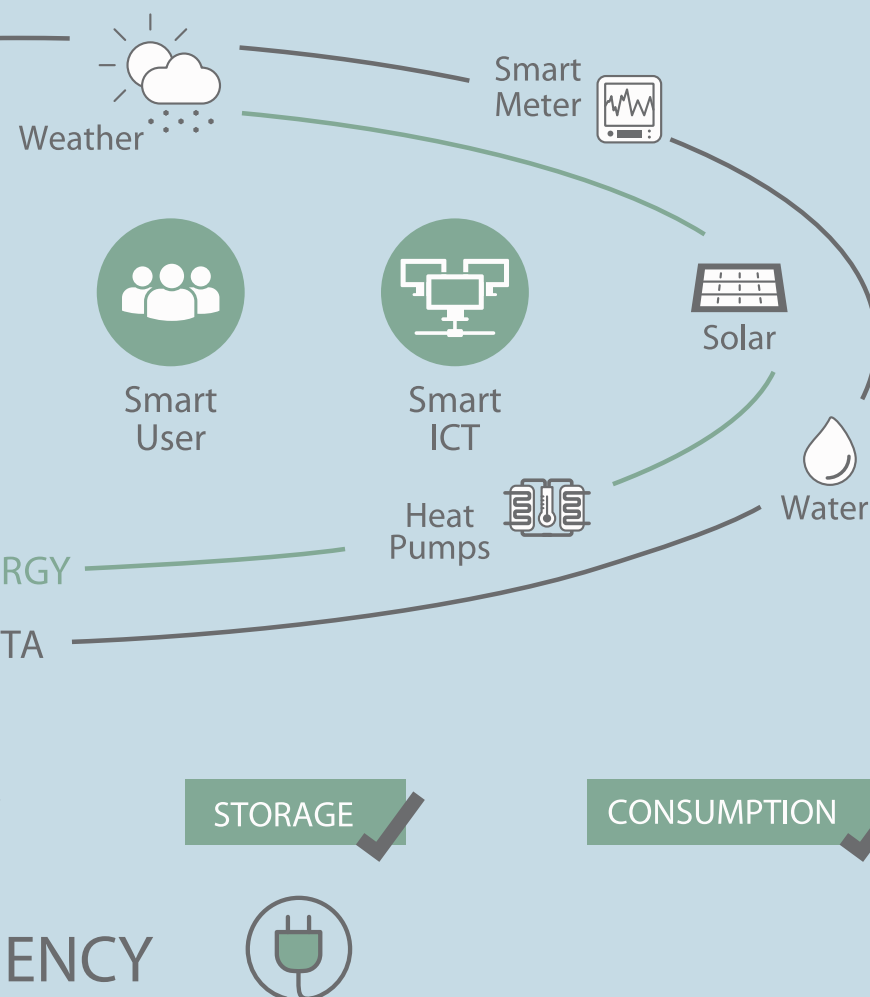 Smart
Meter
Weather
Solar
Smart
User
Smart
ICT
Water
Heat
Pumps
RGY
TA
STORAGE
CONSUMPTION
ENCY